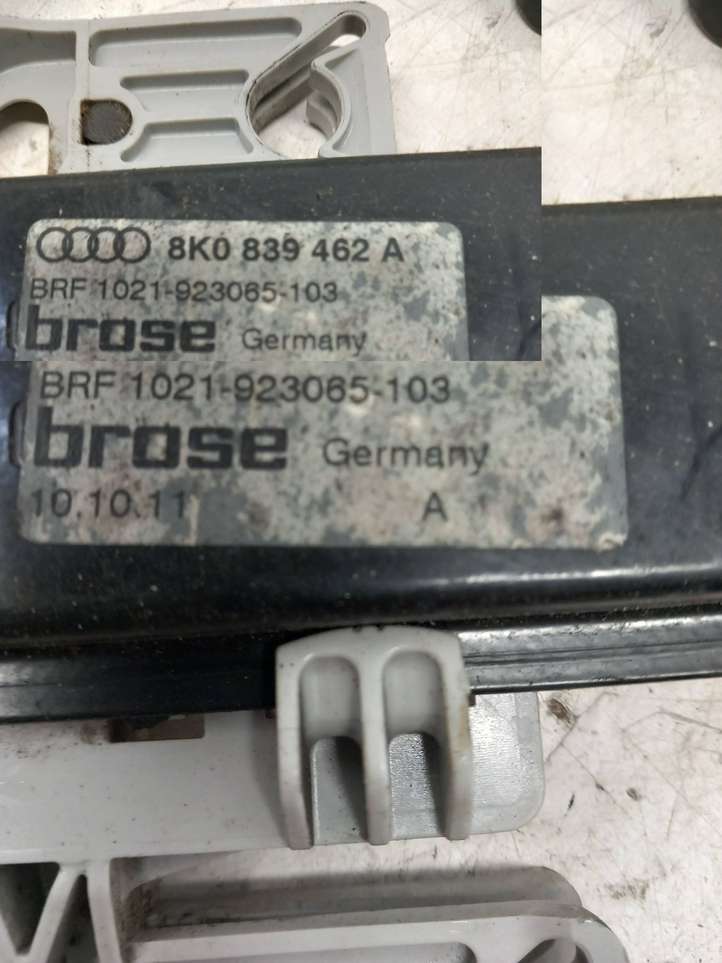 8K0 839 462 A
BRF 1021-923065-103
brose Germany
BRF 1021-923065-103
brose Germany
10.10.11 A